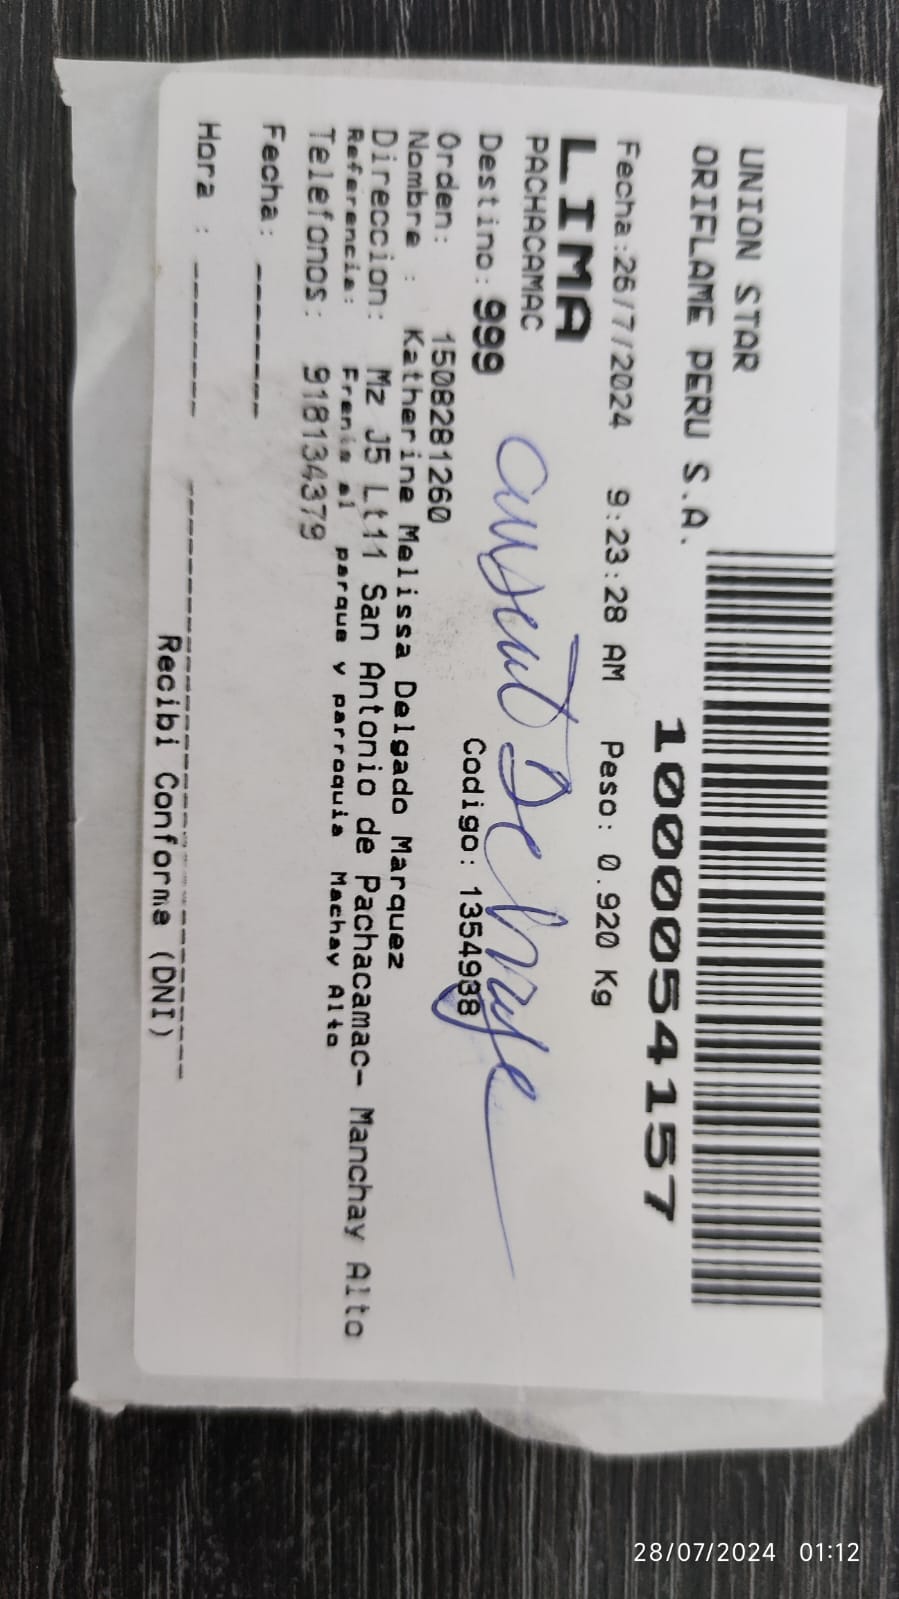 UNION STAR
ORIFLAME PERU S.A.
1000054157
Fecha:26/7/2024 9:23:28 AM Peso: 0.920 Kg
LIMA
PACHACAMAC
Destino: 999
Orden: 1508281260 Codigo: 1354938
Nombre : Katherine Melissa Delgado Marquez
Direccion: Mz J5 Lt11 San Antonio de Pachacamac- Manchay Alto
Referencia: Frente al parque y parroquia Machay Alto
Telefonos: 918134379
Fecha: ------
Hora : -------
Recibi Conforme (DNI)
28/07/2024 01:12